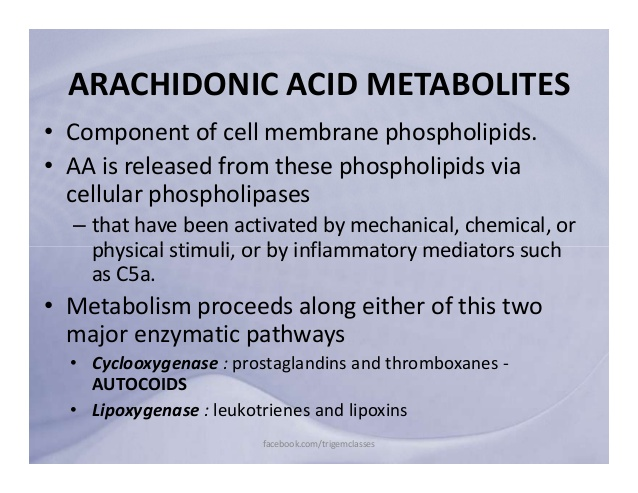 ARACHIDONIC ACID METABOLITES
• Component of cell membrane phospholipids.
• AA is released from these phospholipids via
cellular phospholipases
– that have been activated by mechanical, chemical, or
physical stimuli, or by inflammatory mediators such
as C5a.
• Metabolism proceeds along either of this two
major enzymatic pathways
• Cyclooxygenase : prostaglandins and thromboxanes -
AUTOCOIDS
• Lipoxygenase : leukotrienes and lipoxins
facebook.com/trigemclasses